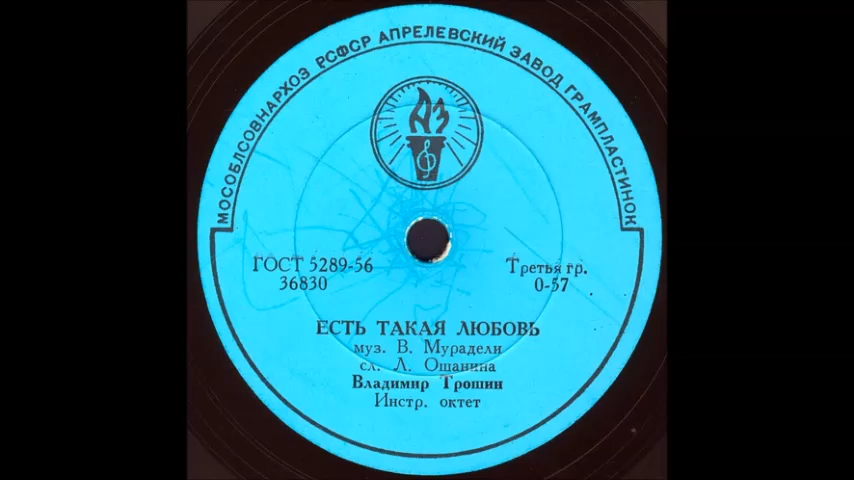 МОСОБЛСОВНАРХОЗ РСФСР АПРЕЛЕВСКИЙ ЗАВОД ГРАМПЛАСТИНОК
АЗ
ГОСТ 5289-56
36830
Третья гр.
0-57
ЕСТЬ ТАКАЯ ЛЮБОВЬ
муз. В. Мурадели
сл. Л. Ошанина
Владимир Трошин
Инстр. октет